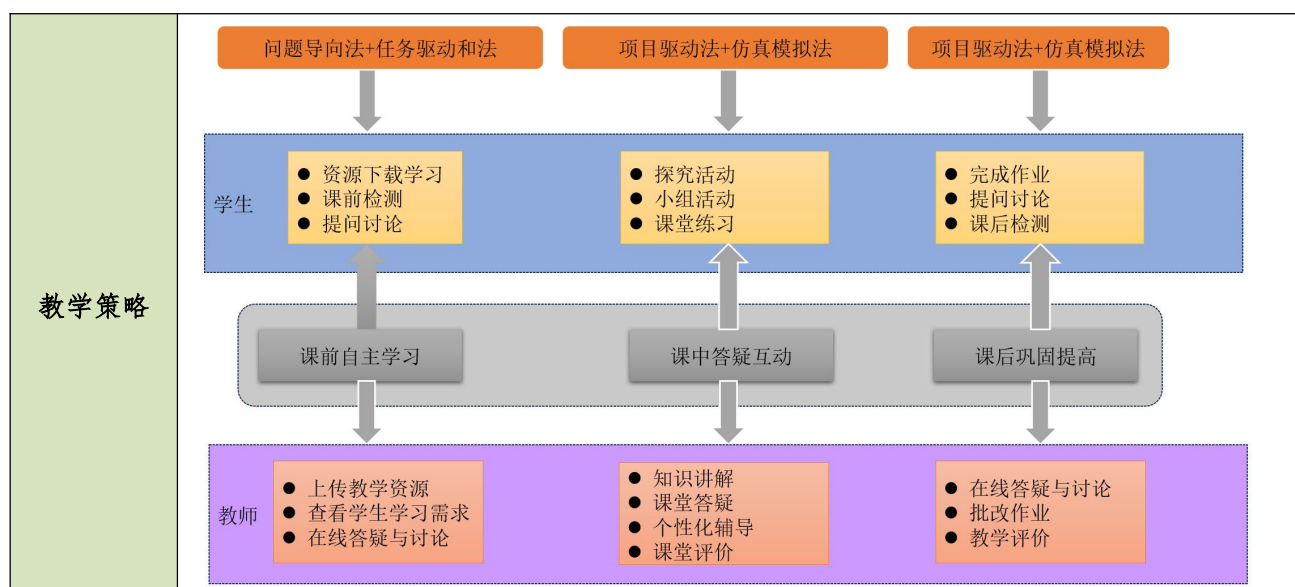 教学策略
问题导向法+任务驱动和法
项目驱动法+仿真模拟法
项目驱动法+仿真模拟法
学生
● 资源下载学习
● 课前检测
● 提问讨论
● 探究活动
● 小组活动
● 课堂练习
● 完成作业
● 提问讨论
● 课后检测
课前自主学习
课中答疑互动
课后巩固提高
教师
● 上传教学资源
● 查看学生学习需求
● 在线答疑与讨论
● 知识讲解
● 课堂答疑
● 个性化辅导
● 课堂评价
● 在线答疑与讨论
● 批改作业
● 教学评价